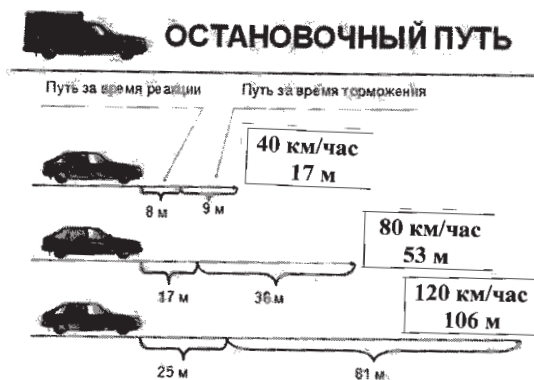 ОСТАНОВОЧНЫЙ ПУТЬ
Путь за время реакции
Путь за время торможения
40 км/час
17 м
8 м
9 м
80 км/час
53 м
17 м
36 м
120 км/час
106 м
25 м
81 м